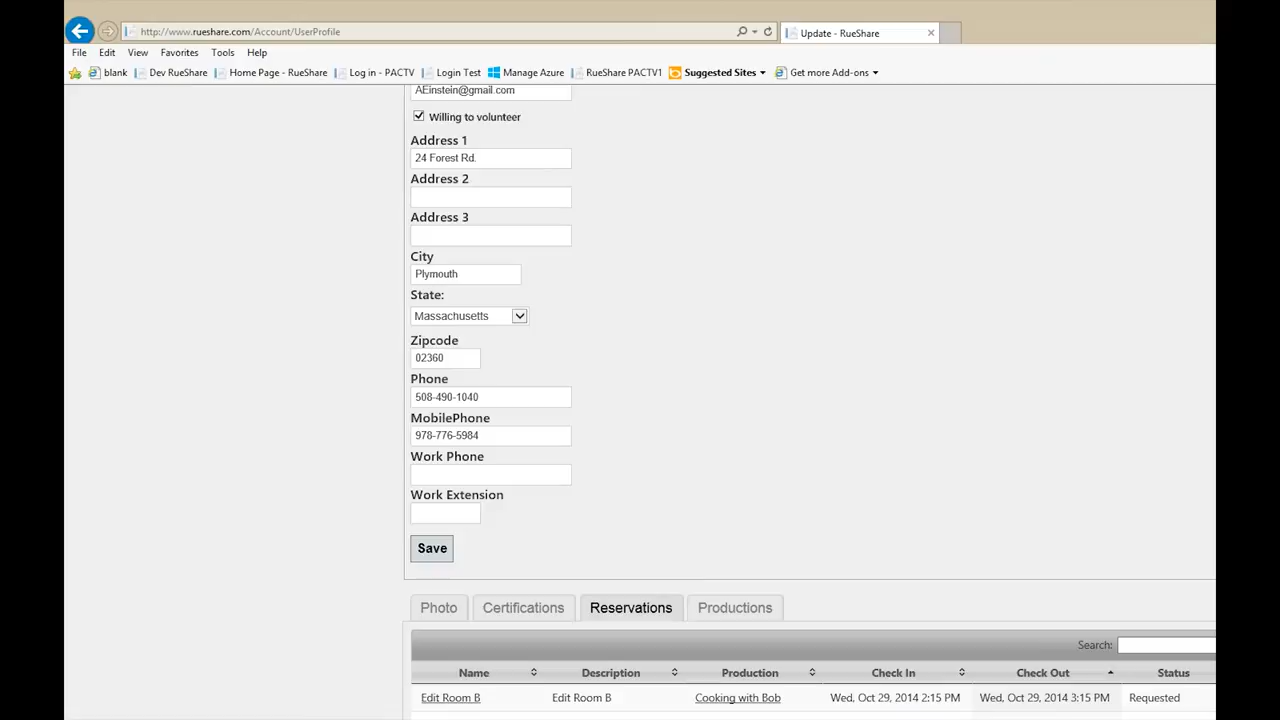 http://www.rueshare.com/Account/UserProfile
Update - RueShare
File Edit View Favorites Tools Help
blank Dev RueShare Home Page - RueShare Log in - PACTV Login Test Manage Azure RueShare PACTV1 Suggested Sites Get more Add-ons
AEinstein@gmail.com
Willing to volunteer
Address 1
24 Forest Rd.
Address 2
Address 3
City
Plymouth
State:
Massachusetts
Zipcode
02360
Phone
508-490-1040
MobilePhone
978-776-5984
Work Phone
Work Extension
Save
Photo Certifications Reservations Productions
Search:
Name Description Production Check In Check Out Status
Edit Room B Edit Room B Cooking with Bob Wed, Oct 29, 2014 2:15 PM Wed, Oct 29, 2014 3:15 PM Requested